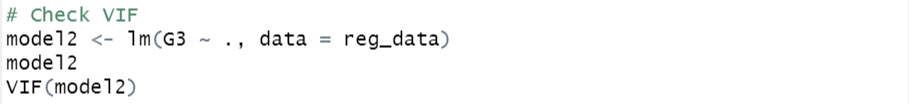 # Check VIF
model2 <- lm(G3 ~ ., data = reg_data)
model2
VIF(model2)